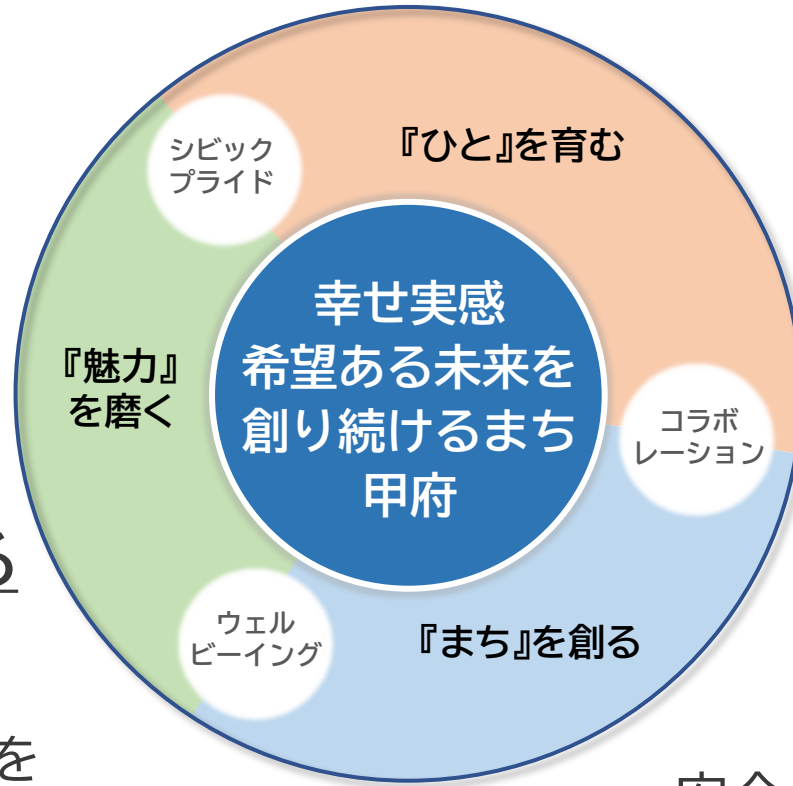 シビック
プライド
『ひと』を育む
幸せ実感
希望ある未来を
創り続けるまち
甲府
『魅力』
を磨く
コラボ
レーション
る
ウェル
ビーイング
『まち』を創る
を